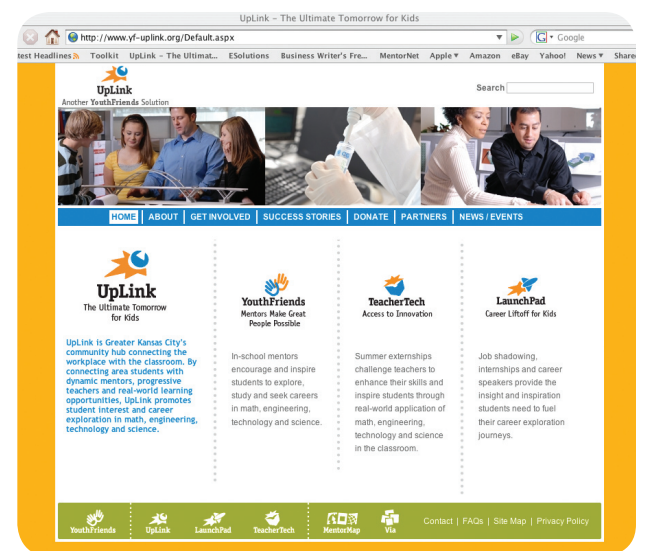 UpLink – The Ultimate Tomorrow for Kids
http://www.yf-uplink.org/Default.aspx
G Google
test Headlines Toolkit UpLink – The Ultimat... ESolutions Business Writer's Fre... MentorNet Apple Amazon eBay Yahoo! News Share
UpLink
Another YouthFriends Solution
Search
HOME ABOUT GET INVOLVED SUCCESS STORIES DONATE PARTNERS NEWS / EVENTS
UpLink
The Ultimate Tomorrow
for Kids
UpLink is Greater Kansas City's
community hub connecting the
workplace with the classroom. By
connecting area students with
dynamic mentors, progressive
teachers and real-world learning
opportunities, UpLink promotes
student interest and career
exploration in math, engineering,
technology and science.
YouthFriends
Mentors Make Great
People Possible
In-school mentors
encourage and inspire
students to explore,
study and seek careers
in math, engineering,
technology and science.
TeacherTech
Access to Innovation
Summer externships
challenge teachers to
enhance their skills and
inspire students through
real-world application of
math, engineering,
technology and science
in the classroom.
LaunchPad
Career Liftoff for Kids
Job shadowing,
internships and career
speakers provide the
insight and inspiration
students need to fuel
their career exploration
journeys.
YouthFriends UpLink LaunchPad TeacherTech MentorMap Via
Contact | FAQs | Site Map | Privacy Policy